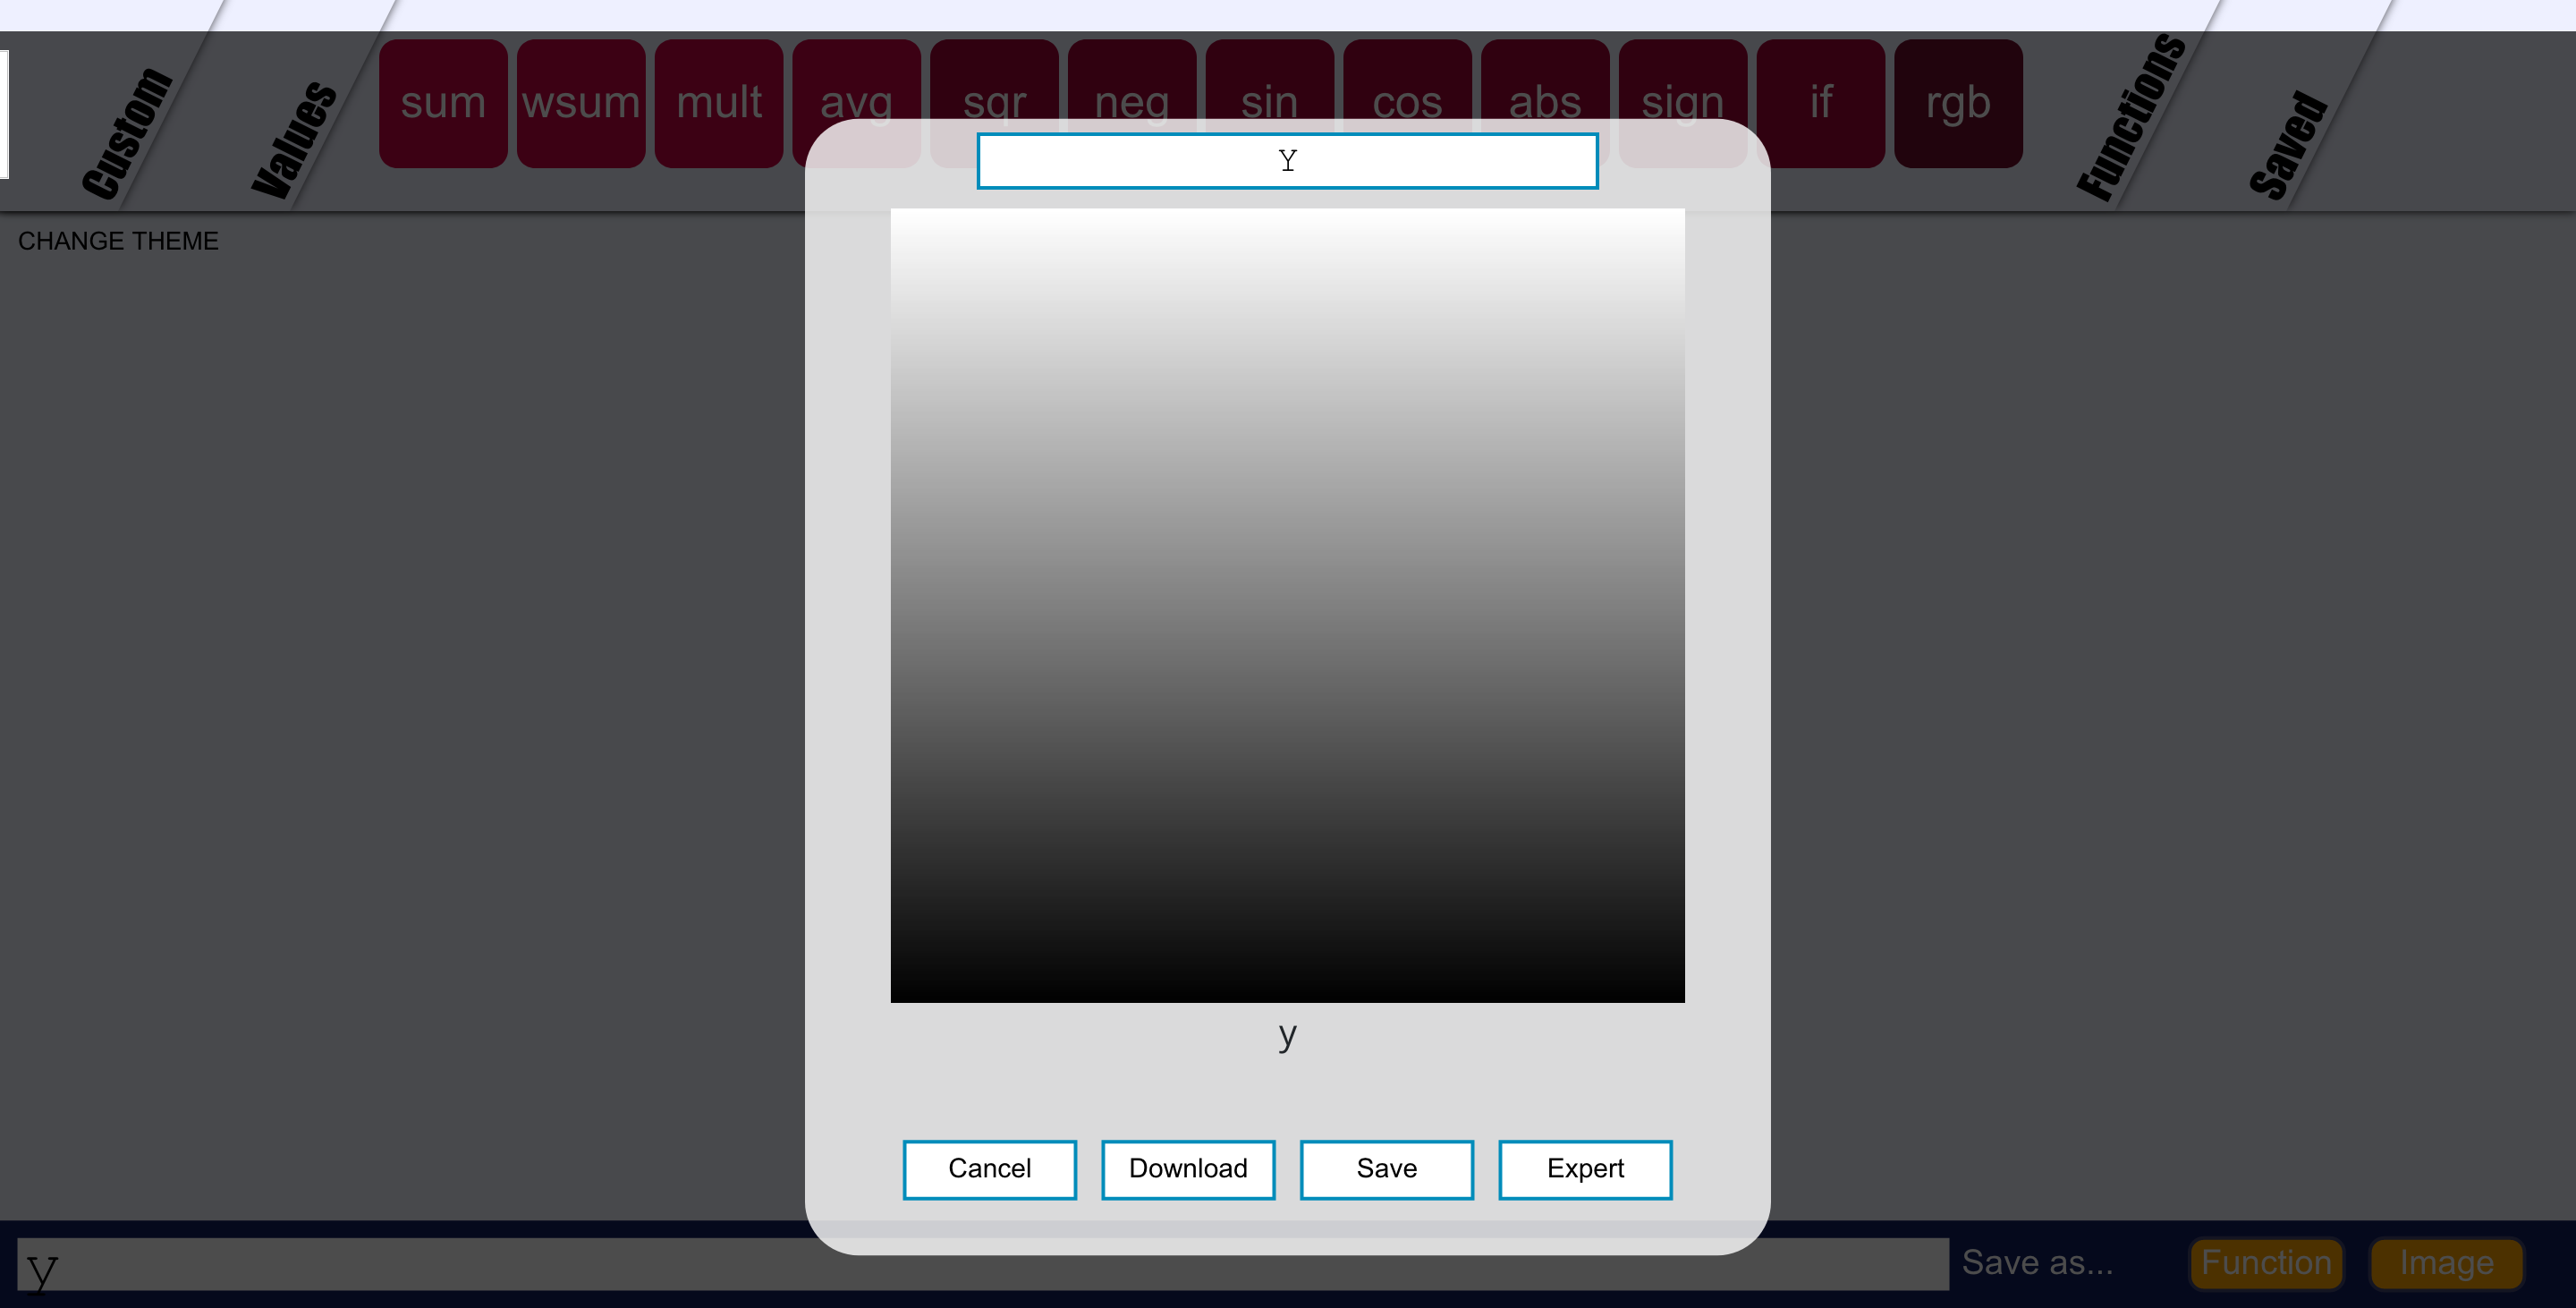 Custom
Values
sum wsum mult avg sqr neg sin cos abs sign if rgb
Functions
Saved
Y
CHANGE THEME
y
Cancel Download Save Expert
y
Save as... Function Image